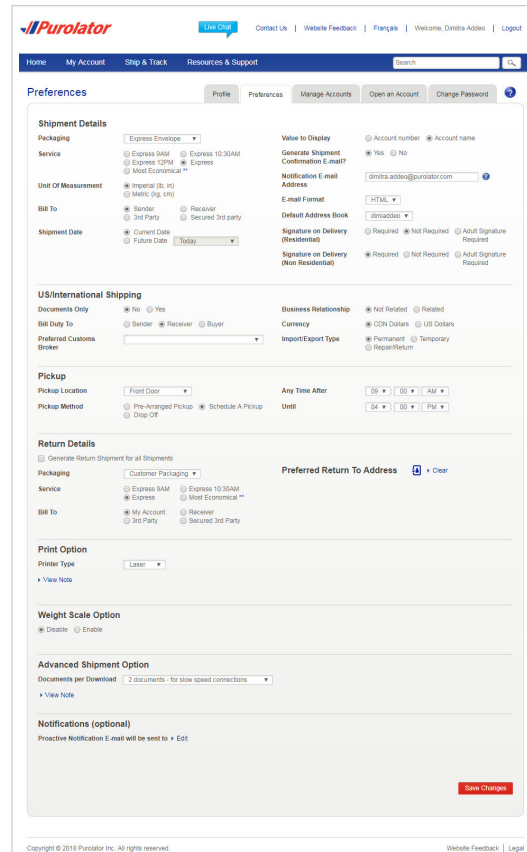 Purolator
Live Chat
Contact Us | Website Feedback | Français | Welcome, Dimitra Addeo | Logout
Home My Account Ship & Track Resources & Support Search
Preferences
Profile Preferences Manage Accounts Open an Account Change Password ?
Shipment Details
Packaging Express Envelope
Service Express 9AM Express 10:30AM
Express 12PM Express
Most Economical **
Unit Of Measurement Imperial (lb, in)
Metric (kg, cm)
Bill To Sender Receiver
3rd Party Secured 3rd party
Shipment Date Current Date
Future Date Today
Value to Display Account number Account name
Generate Shipment Confirmation E-mail? Yes No
Notification E-mail Address dimitra.addeo@purolator.com ?
E-mail Format HTML
Default Address Book dimiaddeo
Signature on Delivery (Residential) Required Not Required Adult Signature Required
Signature on Delivery (Non Residential) Required Not Required Adult Signature Required
US/International Shipping
Documents Only No Yes
Bill Duty To Sender Receiver Buyer
Preferred Customs Broker
Business Relationship Not Related Related
Currency CDN Dollars US Dollars
Import/Export Type Permanent Temporary
Repair/Return
Pickup
Pickup Location Front Door
Pickup Method Pre-Arranged Pickup Schedule A Pickup
Drop Off
Any Time After 09 00 AM
Until 04 00 PM
Return Details
Generate Return Shipment for all Shipments
Packaging Customer Packaging
Service Express 9AM Express 10:30AM
Express Most Economical **
Bill To My Account Receiver
3rd Party Secured 3rd Party
Preferred Return To Address Clear
Print Option
Printer Type Laser
View Note
Weight Scale Option
Disable Enable
Advanced Shipment Option
Documents per Download 2 documents - for slow speed connections
View Note
Notifications (optional)
Proactive Notification E-mail will be sent to Edit
Save Changes
Copyright © 2018 Purolator Inc. All rights reserved.
Website Feedback | Legal